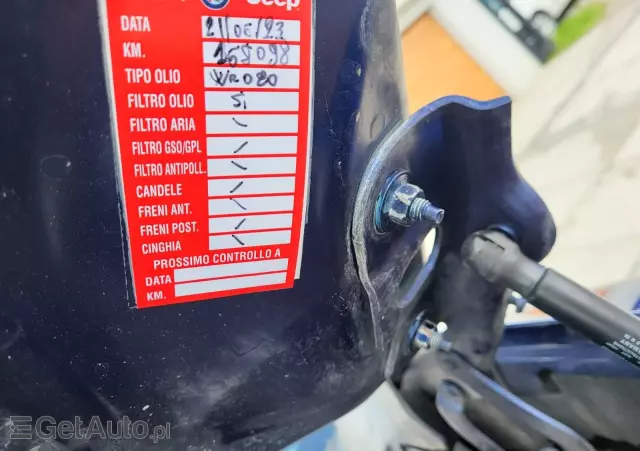 Jeep
DATA 21/06/23
KM. 165098
TIPO OLIO
FILTRO OLIO Si
FILTRO ARIA /
FILTRO GSO/GPL /
FILTRO ANTIPOLL. /
CANDELE /
FRENI ANT. /
FRENI POST. /
CINGHIA /
PROSSIMO CONTROLLO A
DATA
KM.
GetAuto.pl